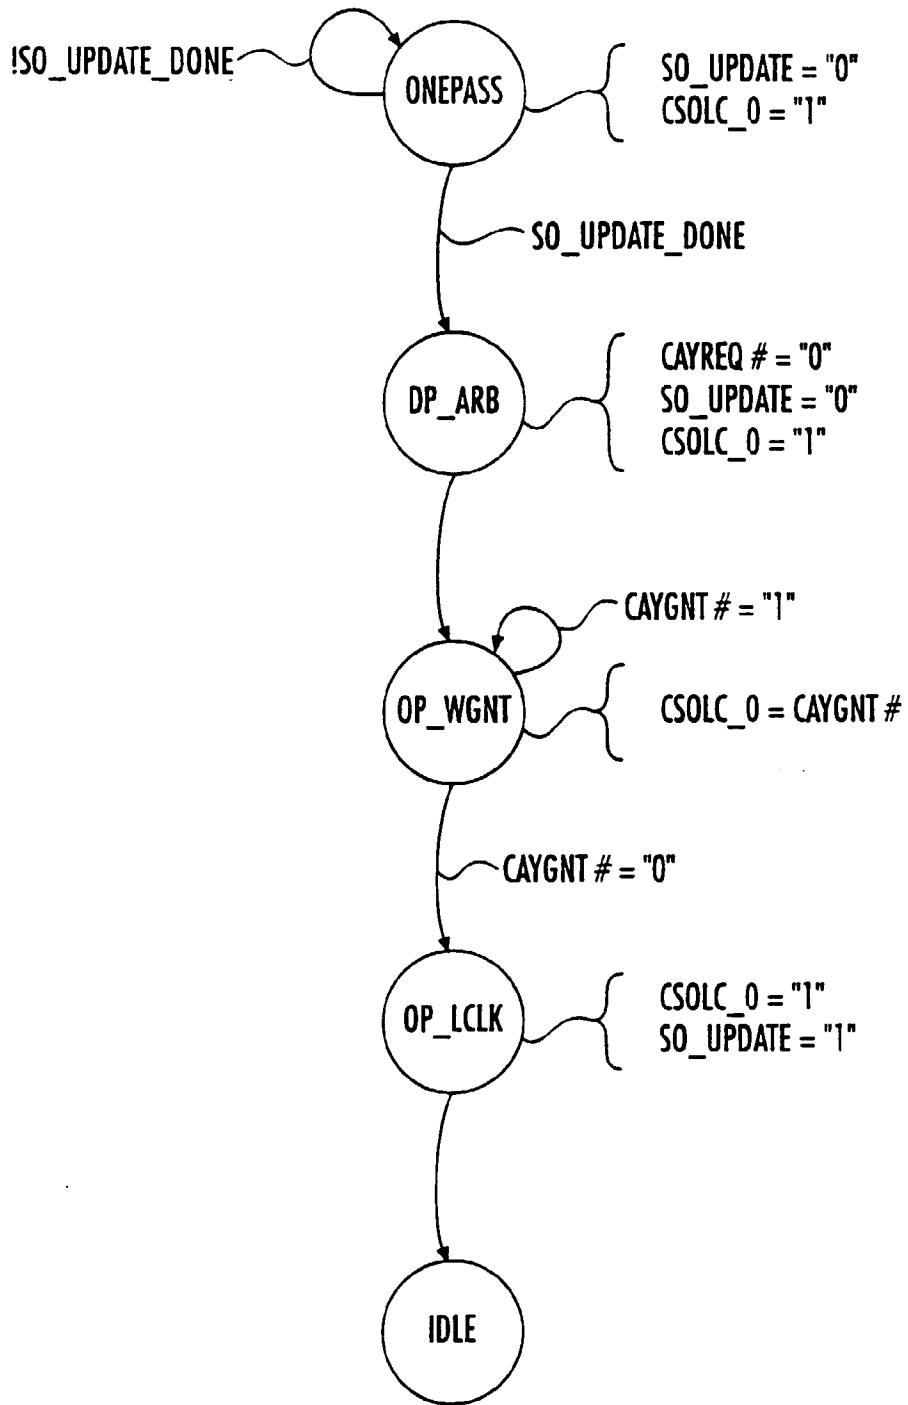 !SO_UPDATE_DONE
ONEPASS
SO_UPDATE = "0"
CSOLC_0 = "1"
SO_UPDATE_DONE
DP_ARB
CAYREQ # = "0"
SO_UPDATE = "0"
CSOLC_0 = "1"
CAYGNT # = "1"
OP_WGNT
CSOLC_0 = CAYGNT #
CAYGNT # = "0"
OP_LCLK
CSOLC_0 = "1"
SO_UPDATE = "1"
IDLE